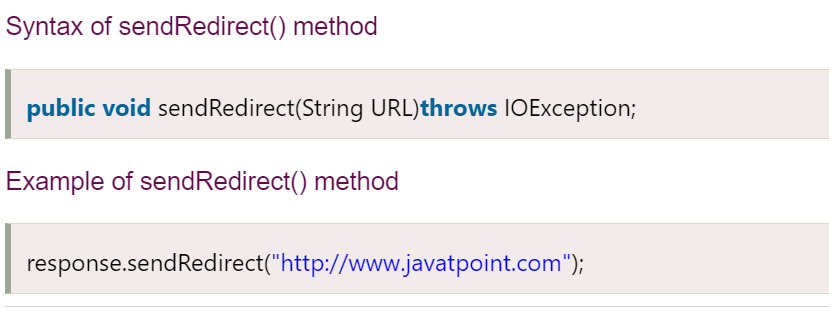 Syntax of sendRedirect() method
public void sendRedirect(String URL)throws IOException;
Example of sendRedirect() method
response.sendRedirect("http://www.javatpoint.com");